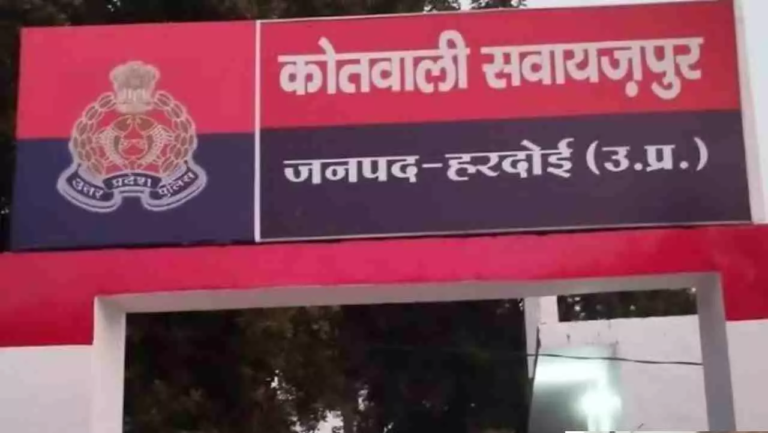 कोतवाली सवायज़पुर
जनपद-हरदोई (उ.प्र.)
उत्तर प्रदेश पुलिस